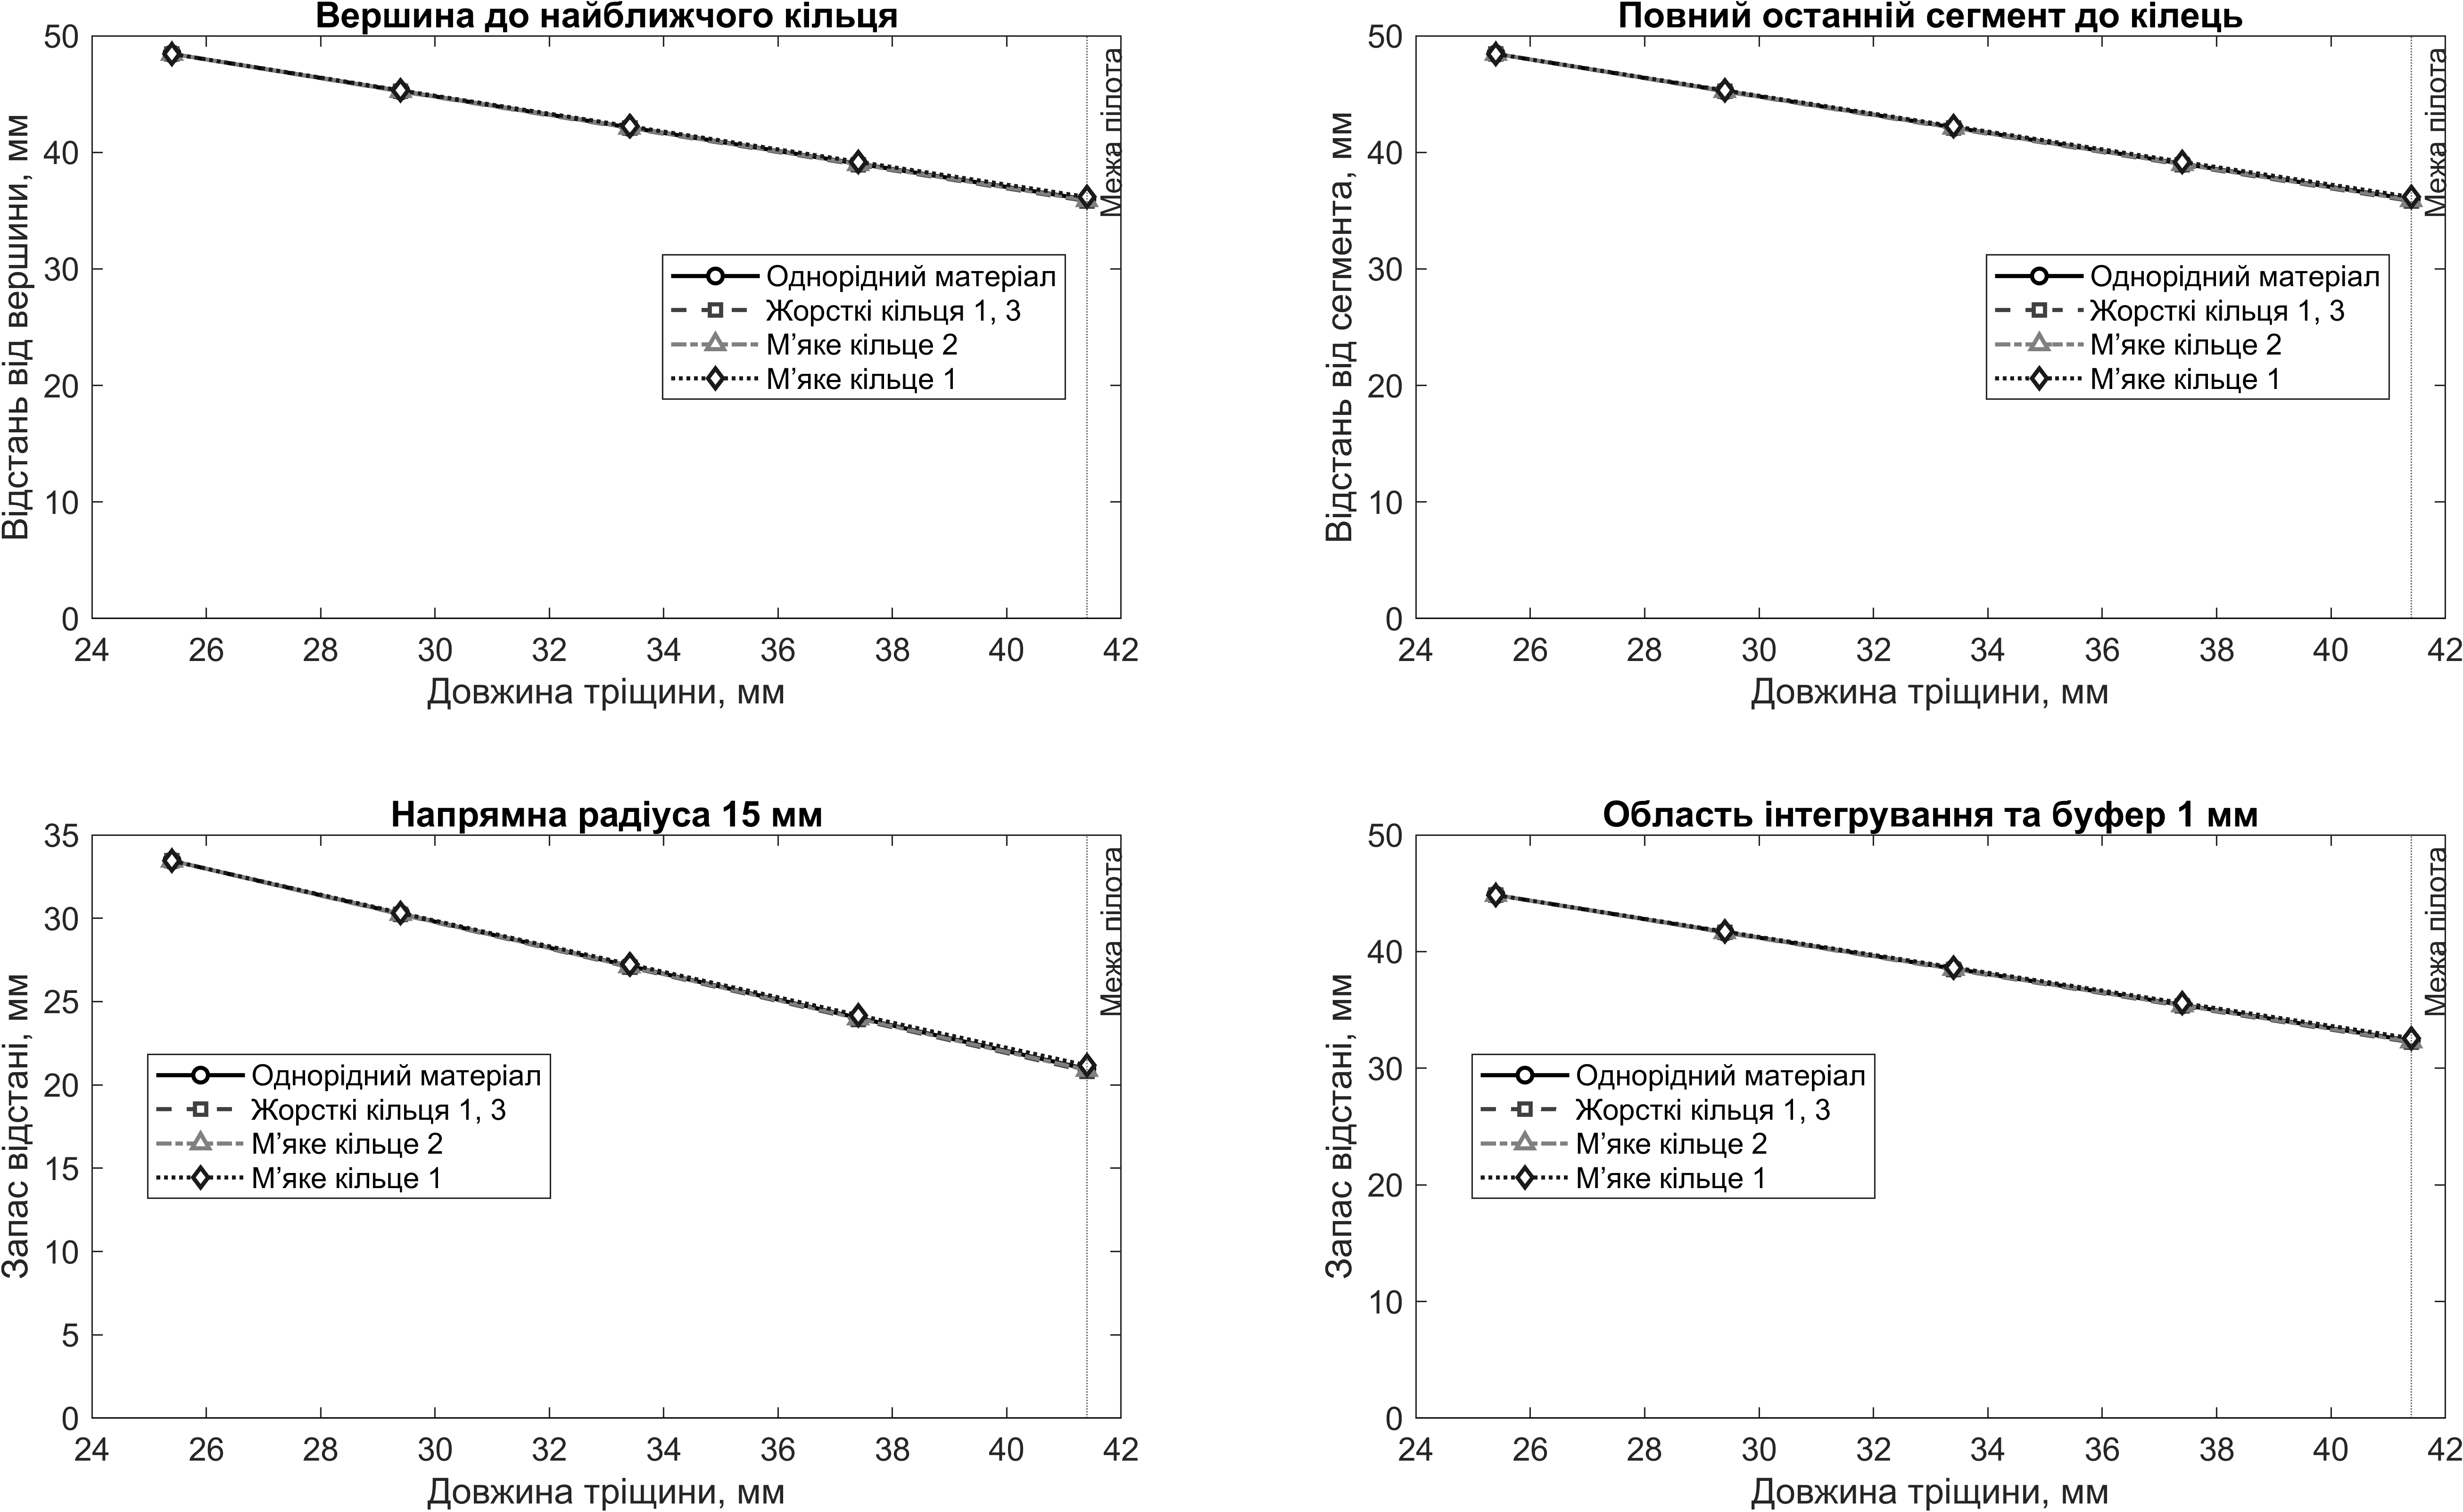 Вершина до найближчого кільця
50
40
30
20
10
0
Відстань від вершини, мм
Межа пілота
Однорідний матеріал
Жорсткі кільця 1, 3
М’яке кільце 2
М’яке кільце 1
24 26 28 30 32 34 36 38 40 42
Довжина тріщини, мм
Повний останній сегмент до кілець
50
40
30
20
10
0
Відстань від сегмента, мм
Межа пілота
Однорідний матеріал
Жорсткі кільця 1, 3
М’яке кільце 2
М’яке кільце 1
24 26 28 30 32 34 36 38 40 42
Довжина тріщини, мм
Напрямна радіуса 15 мм
35
30
25
20
15
10
5
0
Запас відстані, мм
Межа пілота
Однорідний матеріал
Жорсткі кільця 1, 3
М’яке кільце 2
М’яке кільце 1
24 26 28 30 32 34 36 38 40 42
Довжина тріщини, мм
Область інтегрування та буфер 1 мм
50
40
30
20
10
0
Запас відстані, мм
Межа пілота
Однорідний матеріал
Жорсткі кільця 1, 3
М’яке кільце 2
М’яке кільце 1
24 26 28 30 32 34 36 38 40 42
Довжина тріщини, мм